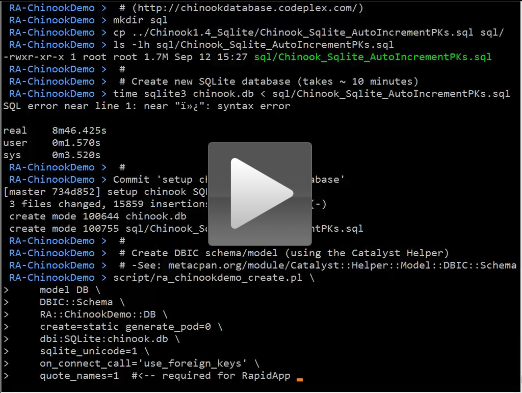 RA-ChinookDemo >  # (http://chinookdatabase.codeplex.com/)
RA-ChinookDemo >  mkdir sql
RA-ChinookDemo >  cp ../Chinook1.4_Sqlite/Chinook_Sqlite_AutoIncrementPKs.sql sql/
RA-ChinookDemo >  ls -lh sql/Chinook_Sqlite_AutoIncrementPKs.sql
-rwxr-xr-x 1 root root 1.7M Sep 12 15:27 sql/Chinook_Sqlite_AutoIncrementPKs.sql
RA-ChinookDemo >  #
RA-ChinookDemo >  # Create new SQLite database (takes ~ 10 minutes)
RA-ChinookDemo >  time sqlite3 chinook.db < sql/Chinook_Sqlite_AutoIncrementPKs.sql
SQL error near line 1: near "ï»¿": syntax error
real    8m46.425s
user    0m1.570s
sys     0m3.520s
RA-ChinookDemo >  #
RA-ChinookDemo >  Commit 'setup ch abase'
[master 734d852] setup chinook SQ
3 files changed, 15859 insertions (-)
create mode 100644 chinook.db
create mode 100755 sql/Chinook_S PKs.sql
RA-ChinookDemo >  #
RA-ChinookDemo >  # Create DBIC schema/model (using the Catalyst Helper)
RA-ChinookDemo >  # -See: metacpan.org/module/Catalyst::Helper::Model::DBIC::Schema
RA-ChinookDemo >  script/ra_chinookdemo_create.pl \
>     model DB \
>     DBIC::Schema \
>     RA::ChinookDemo::DB \
>     create=static generate_pod=0 \
>     dbi:SQLite:chinook.db \
>     sqlite_unicode=1 \
>     on_connect_call='use_foreign_keys' \
>     quote_names=1  #<-- required for RapidApp